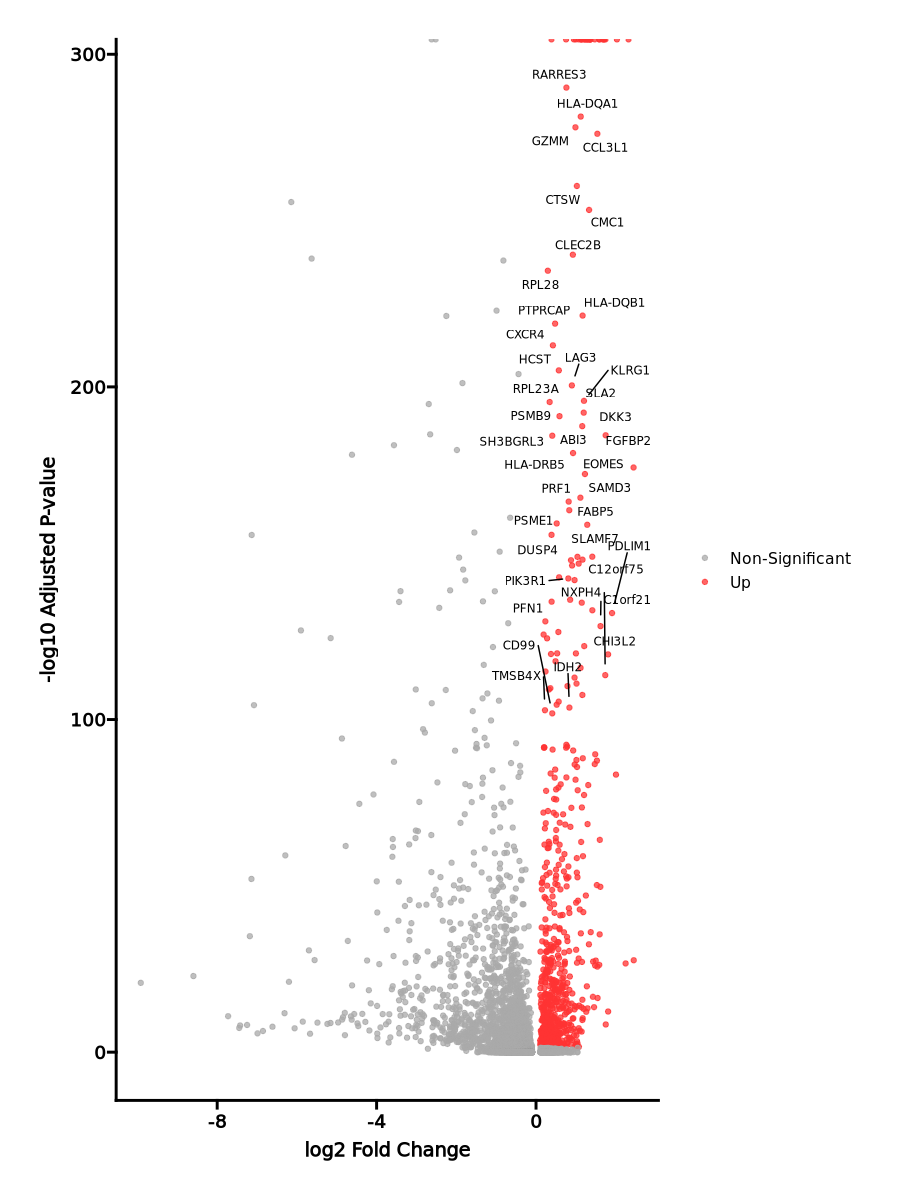 300
RARRES3
HLA-DQA1
GZMM
CCL3L1
CTSW
CMC1
CLEC2B
RPL28
HLA-DQB1
PTPRCAP
CXCR4
HCST
LAG3
KLRG1
200
RPL23A
SLA2
PSMB9
DKK3
SH3BGRL3
ABI3
FGFBP2
HLA-DRB5
EOMES
PRF1
SAMD3
PSME1
FABP5
SLAMF7
DUSP4
PDLIM1
C12orf75
PIK3R1
NXPH4
C1orf21
PFN1
CD99
CHI3L2
IDH2
TMSB4X
100
0
-8
-4
0
log2 Fold Change
-log10 Adjusted P-value
Non-Significant
Up